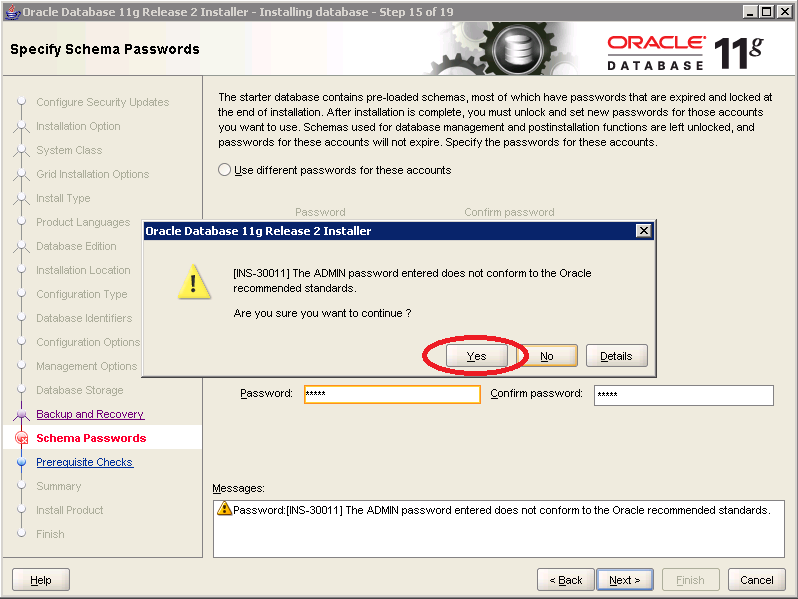 Oracle Database 11g Release 2 Installer - Installing database - Step 15 of 19
Specify Schema Passwords
ORACLE
DATABASE
11g
Configure Security Updates
Installation Option
System Class
Grid Installation Options
Install Type
Product Languages
Database Edition
Installation Location
Configuration Type
Database Identifiers
Configuration Options
Management Options
Database Storage
Backup and Recovery
Schema Passwords
Prerequisite Checks
Summary
Install Product
Finish
The starter database contains pre-loaded schemas, most of which have passwords that are expired and locked at
the end of installation. After installation is complete, you must unlock and set new passwords for those accounts
you want to use. Schemas used for database management and postinstallation functions are left unlocked, and
passwords for these accounts will not expire. Specify the passwords for these accounts.
Use different passwords for these accounts
Password Confirm password
Oracle Database 11g Release 2 Installer
[INS-30011] The ADMIN password entered does not conform to the Oracle
recommended standards.
Are you sure you want to continue ?
Yes No Details
Password: ***** Confirm password: *****
Messages:
Password:[INS-30011] The ADMIN password entered does not conform to the Oracle recommended standards.
Help < Back Next > Finish Cancel